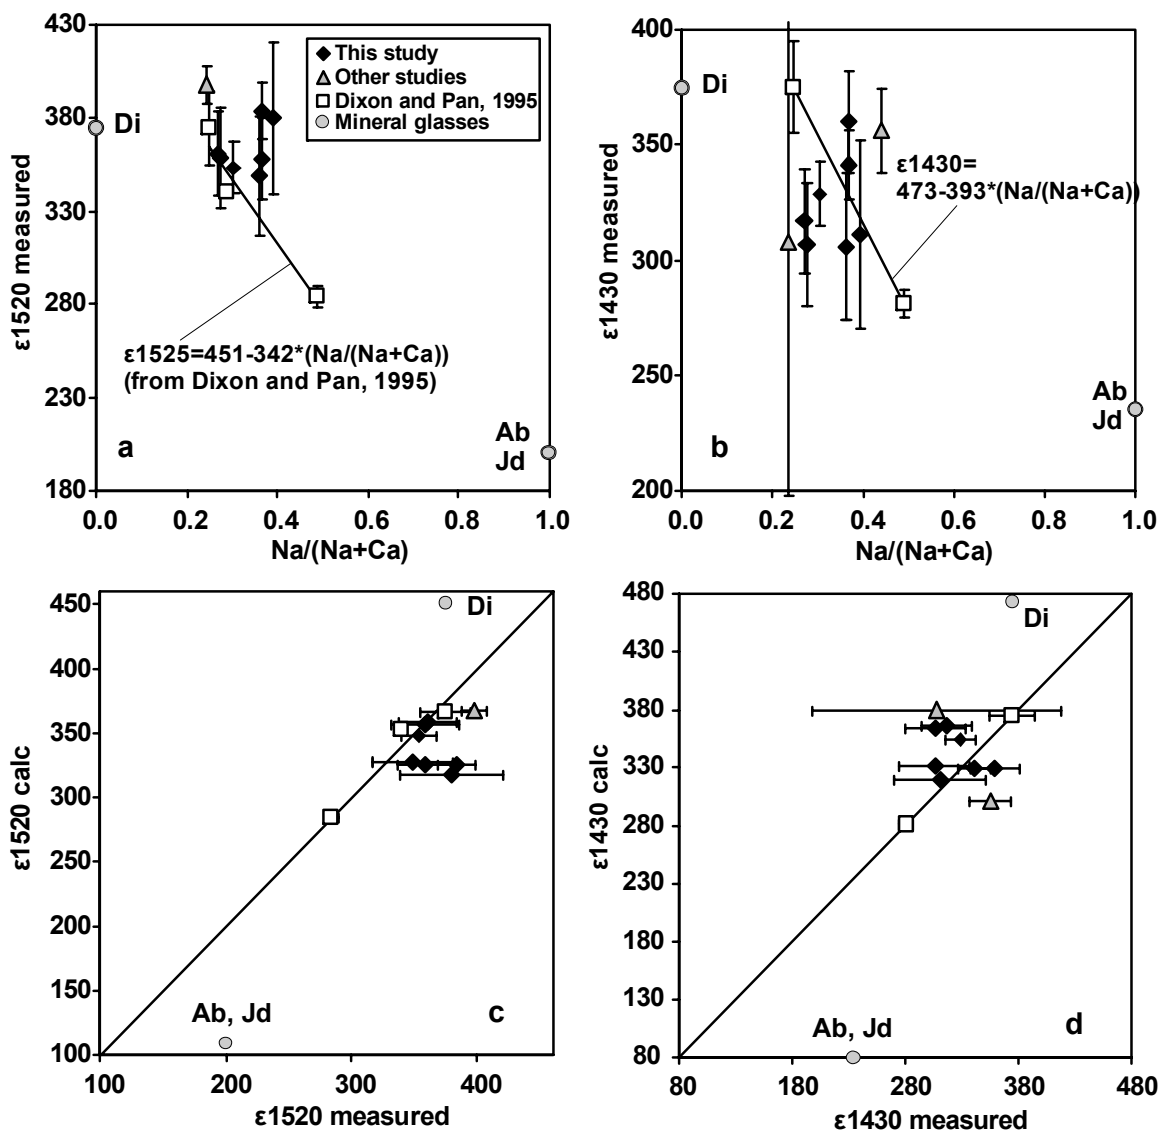 430
380
330
280
230
180
ε1520 measured
This study
Other studies
Dixon and Pan, 1995
Mineral glasses
Di
ε1525=451-342*(Na/(Na+Ca))
(from Dixon and Pan, 1995)
Ab
Jd
a
0.0 0.2 0.4 0.6 0.8 1.0
Na/(Na+Ca)
400
350
300
250
200
ε1430 measured
Di
ε1430=
473-393*(Na/(Na+Ca))
Ab
Jd
b
0.0 0.2 0.4 0.6 0.8 1.0
Na/(Na+Ca)
450
400
350
300
250
200
150
100
ε1520 calc
Di
Ab, Jd
c
100 200 300 400
ε1520 measured
480
430
380
330
280
230
180
130
80
ε1430 calc
Di
Ab, Jd
d
80 180 280 380 480
ε1430 measured